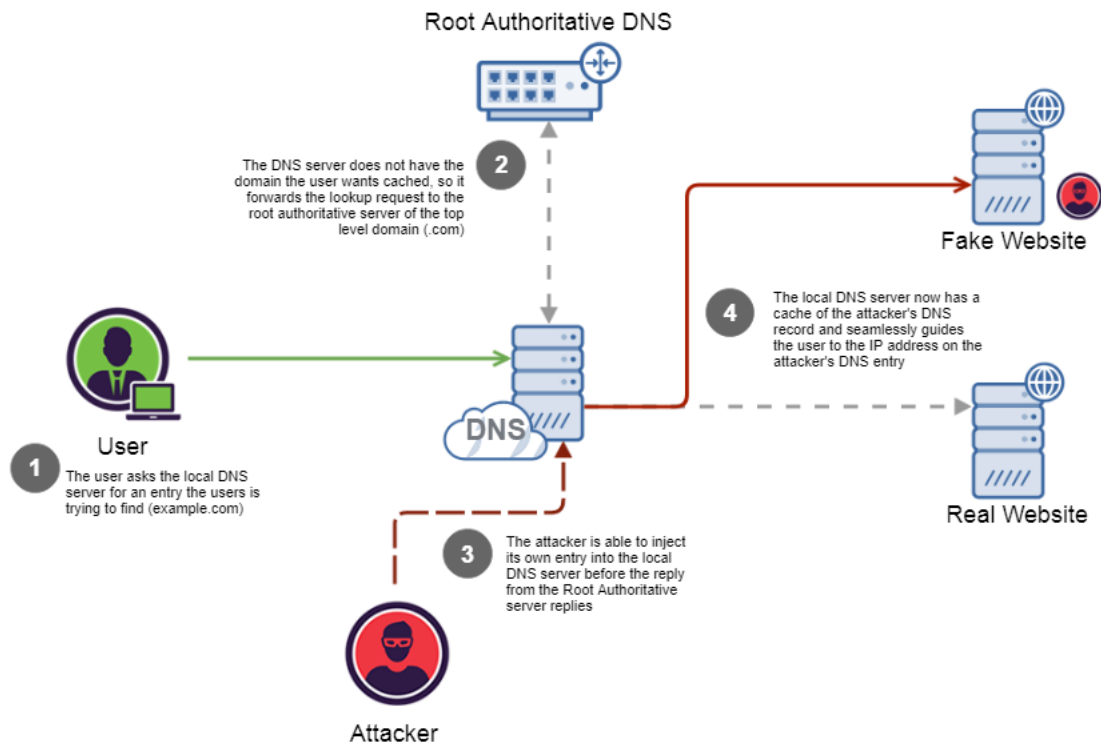 Root Authoritative DNS
2
The DNS server does not have the
domain the user wants cached, so it
forwards the lookup request to the
root authoritative server of the top
level domain (.com)
Fake Website
4
The local DNS server now has a
cache of the attacker's DNS
record and seamlessly guides
the user to the IP address on the
attacker's DNS entry
DNS
User
1
The user asks the local DNS
server for an entry the users is
trying to find (example.com)
Real Website
3
The attacker is able to inject
its own entry into the local
DNS server before the reply
from the Root Authoritative
server replies
Attacker